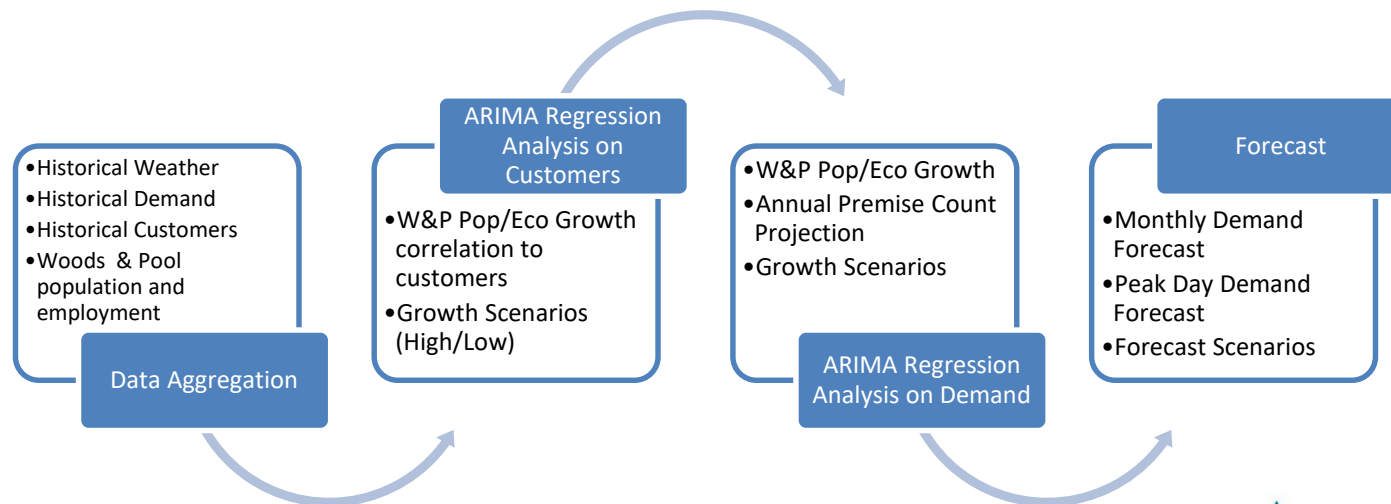 •Historical Weather
•Historical Demand
•Historical Customers
•Woods & Pool
population and
employment
Data Aggregation
ARIMA Regression
Analysis on
Customers
•W&P Pop/Eco Growth
correlation to
customers
•Growth Scenarios
(High/Low)
•W&P Pop/Eco Growth
•Annual Premise Count
Projection
•Growth Scenarios
ARIMA Regression
Analysis on Demand
Forecast
•Monthly Demand
Forecast
•Peak Day Demand
Forecast
•Forecast Scenarios